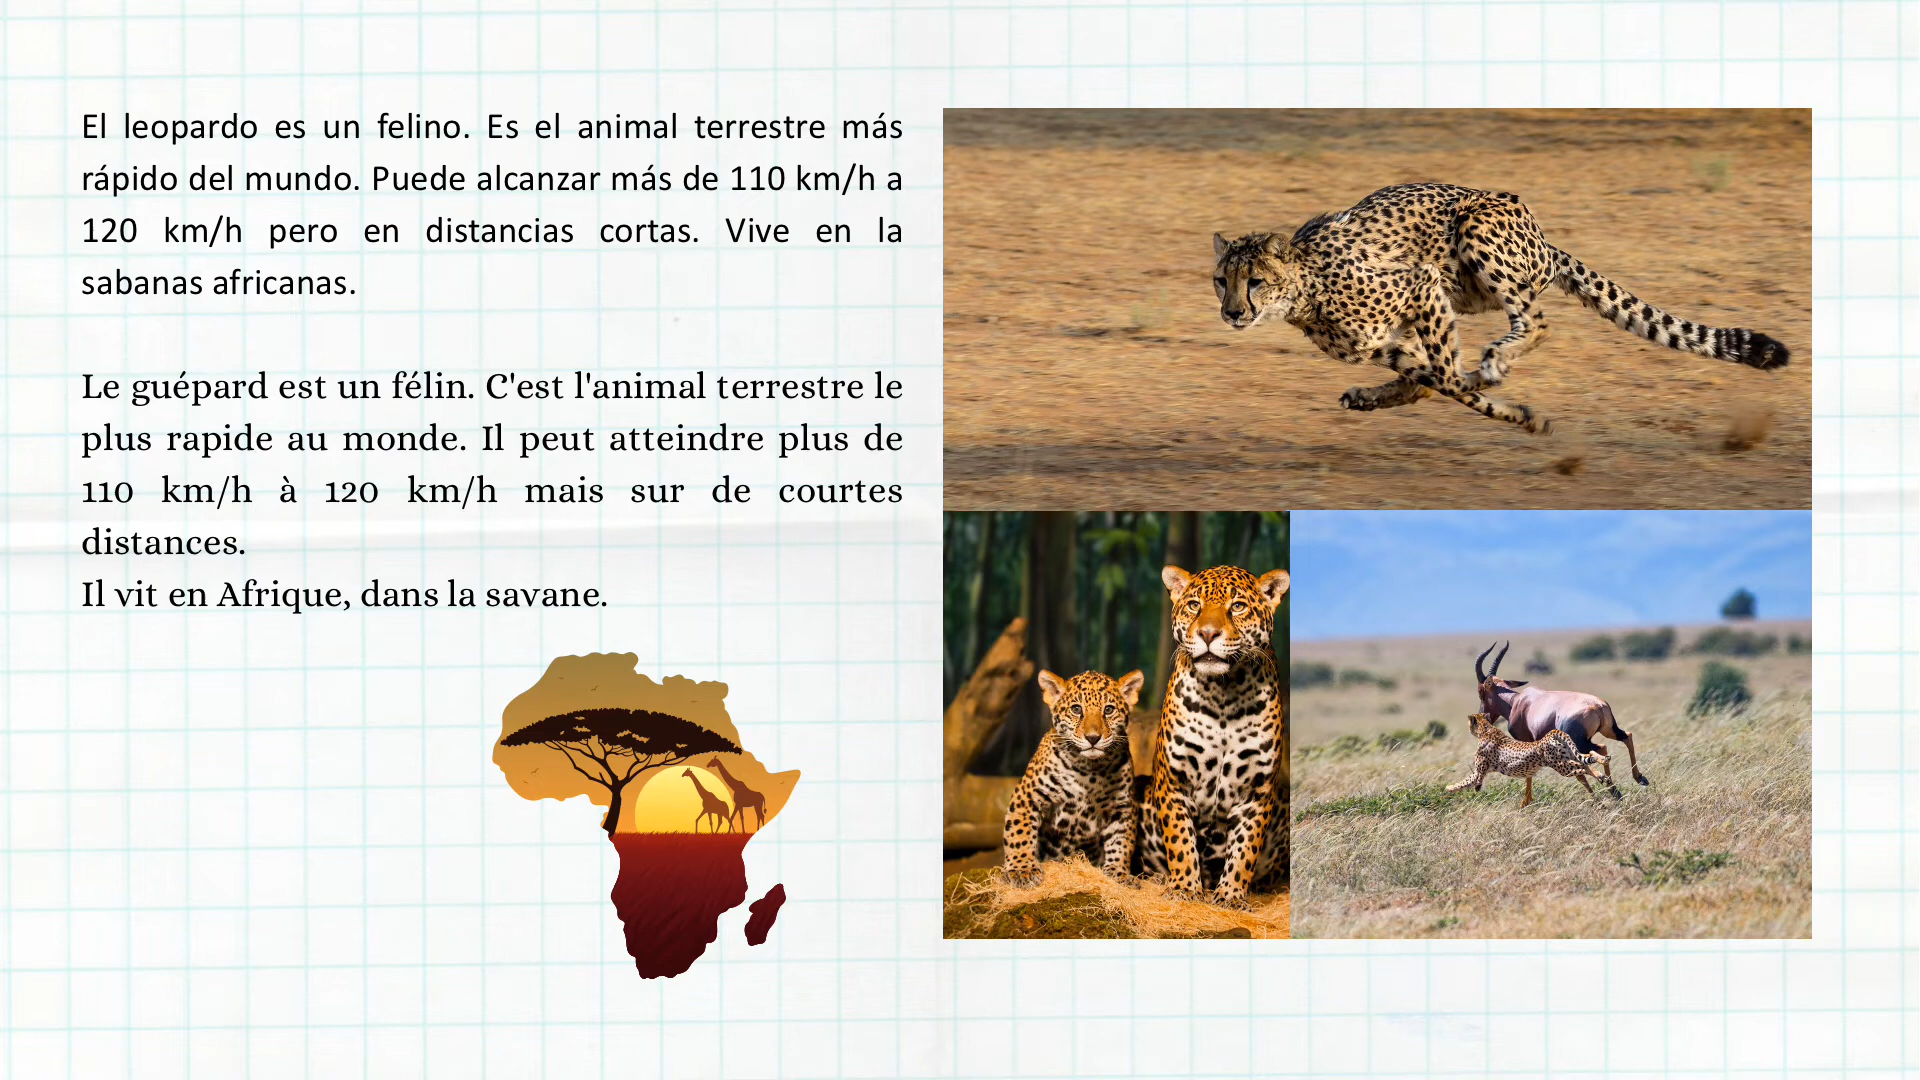 El leopardo es un felino. Es el animal terrestre más
rápido del mundo. Puede alcanzar más de 110 km/h a
120 km/h pero en distancias cortas. Vive en la
sabanas africanas.
Le guépard est un félin. C'est l'animal terrestre le
plus rapide au monde. Il peut atteindre plus de
110 km/h à 120 km/h mais sur de courtes
distances.
Il vit en Afrique, dans la savane.